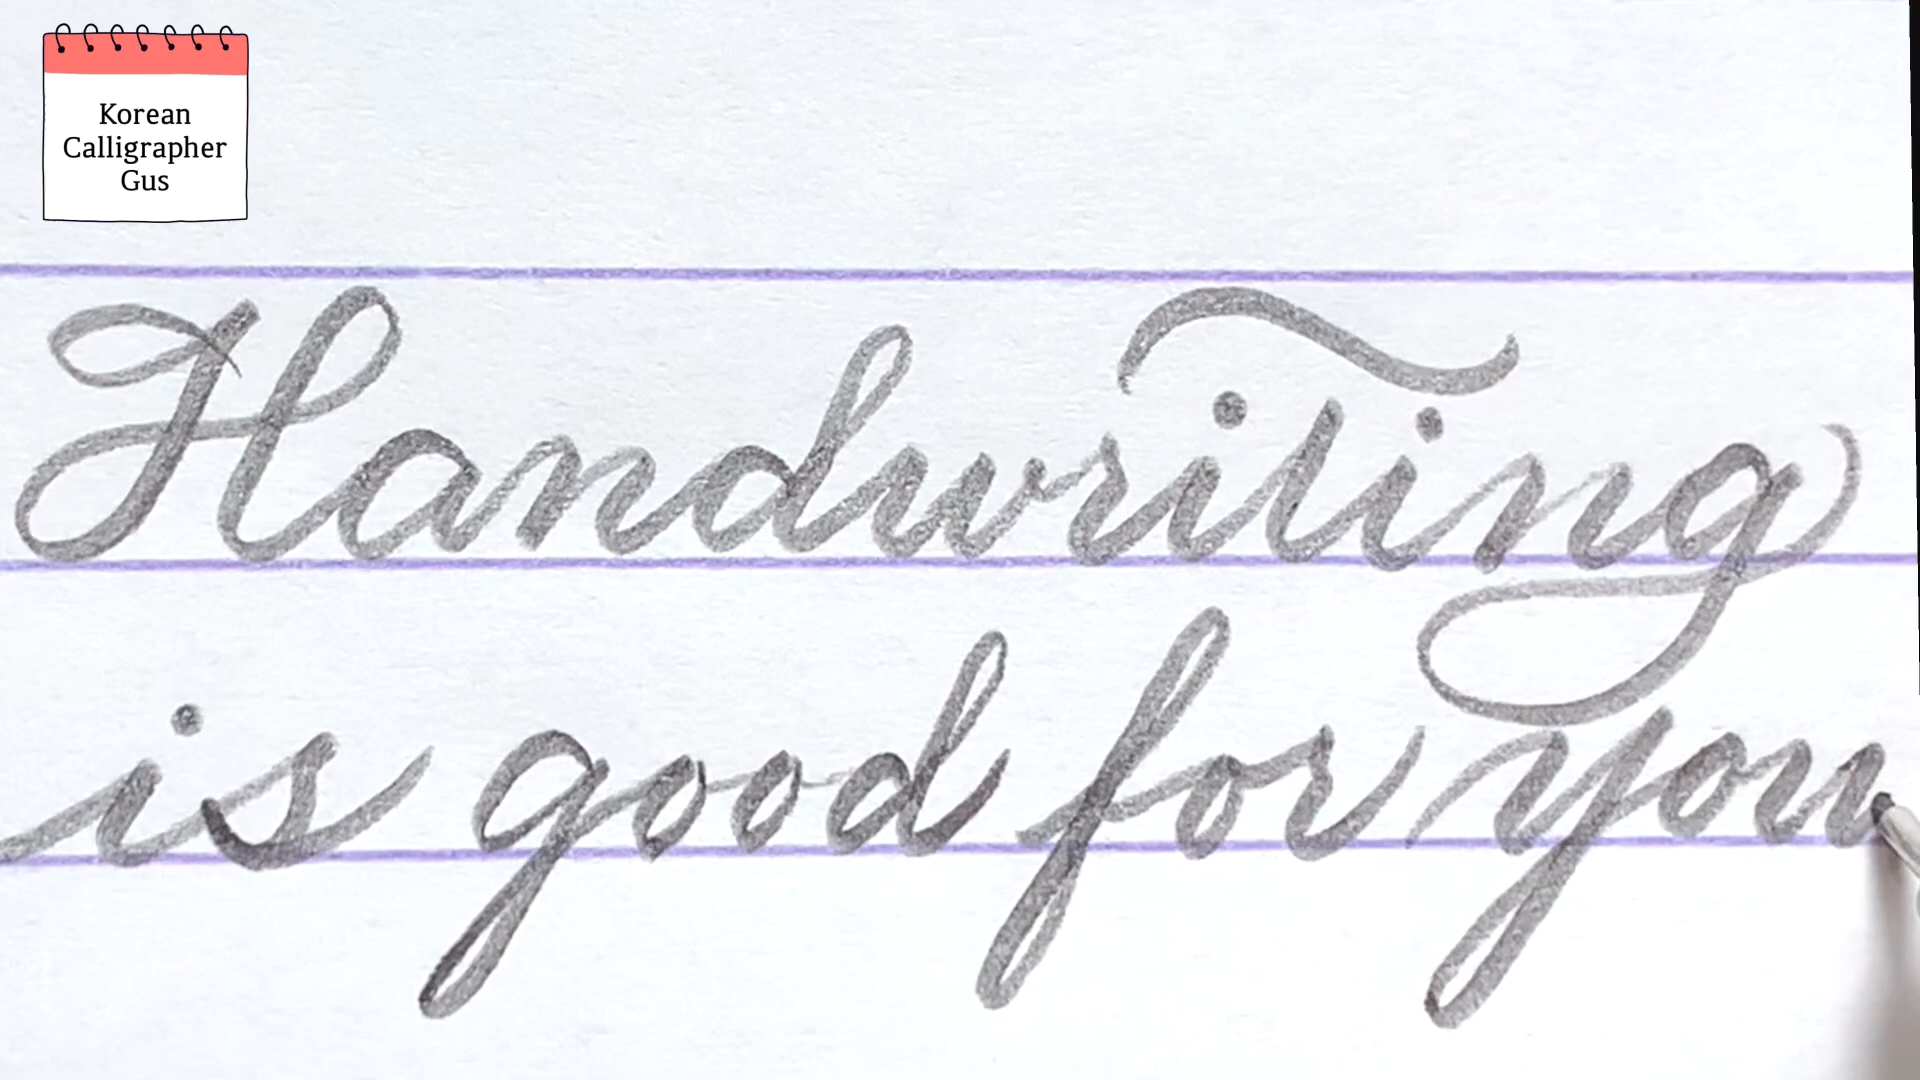 Korean
Calligrapher
Gus
Handwriting
is good for you